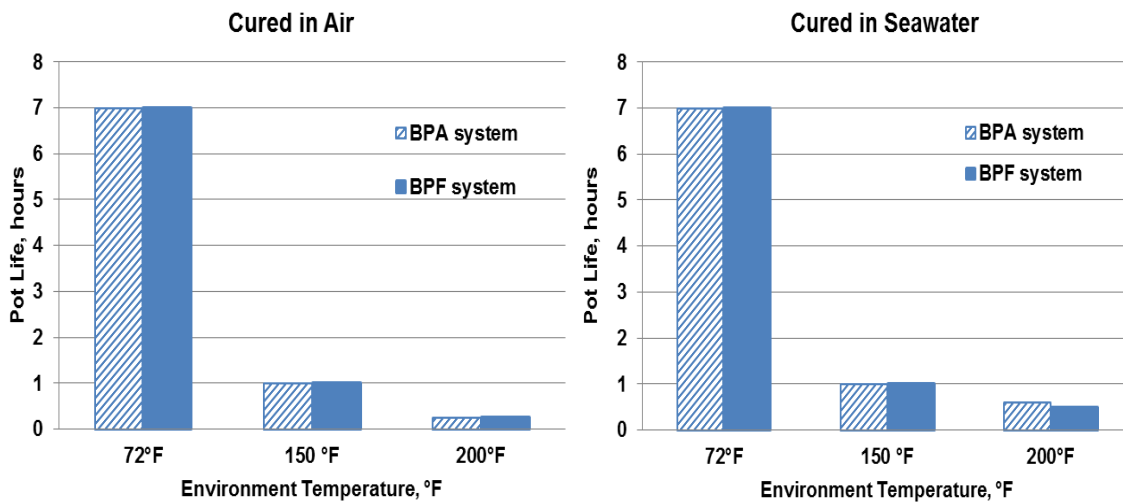 Cured in Air
8
7
6
5
4
3
2
1
0
Pot Life, hours
BPA system
BPF system
72°F
150 °F
200°F
Environment Temperature, °F
Cured in Seawater
8
7
6
5
4
3
2
1
0
Pot Life, hours
BPA system
BPF system
72°F
150 °F
200°F
Environment Temperature, °F